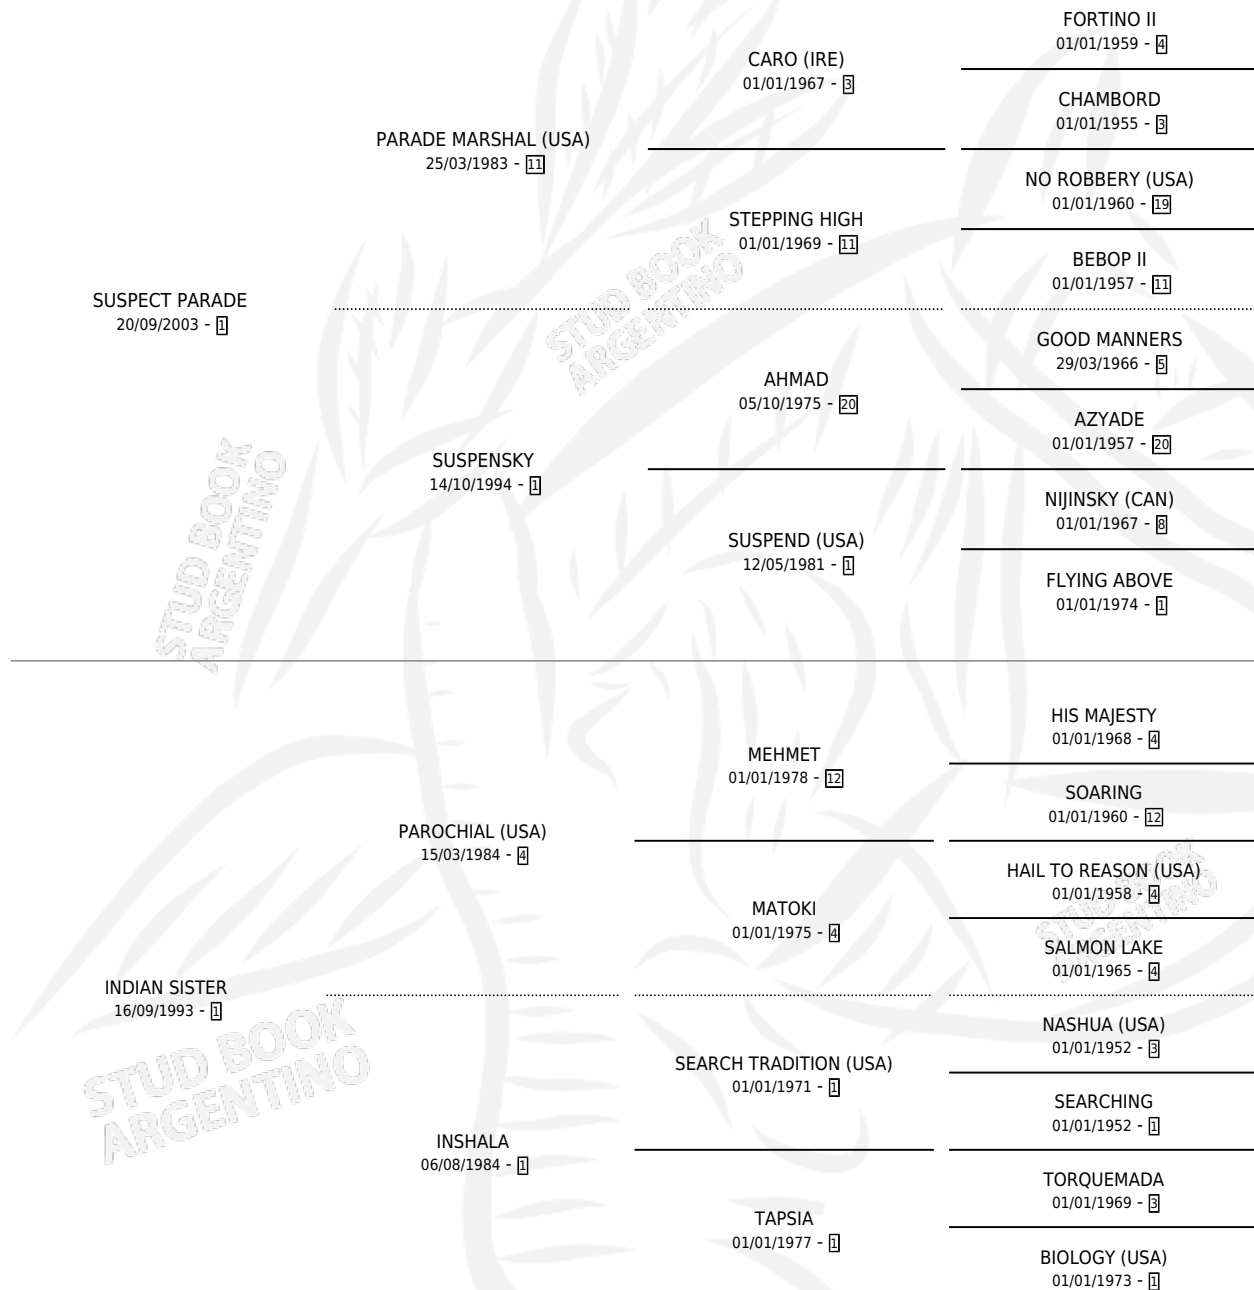 FORTINO II
01/01/1959 - 4
CARO (IRE)
01/01/1967 - 3
CHAMBORD
01/01/1955 - 3
PARADE MARSHAL (USA)
25/03/1983 - 11
NO ROBBERY (USA)
01/01/1960 - 19
STEPPING HIGH
01/01/1969 - 11
BEBOP II
01/01/1957 - 11
SUSPECT PARADE
20/09/2003 - 1
GOOD MANNERS
29/03/1966 - 5
AHMAD
05/10/1975 - 20
AZYADE
01/01/1957 - 20
SUSPENSKY
14/10/1994 - 1
NIJINSKY (CAN)
01/01/1967 - 8
SUSPEND (USA)
12/05/1981 - 1
FLYING ABOVE
01/01/1974 - 1
HIS MAJESTY
01/01/1968 - 4
MEHMET
01/01/1978 - 12
SOARING
01/01/1960 - 12
PAROCHIAL (USA)
15/03/1984 - 4
HAIL TO REASON (USA)
01/01/1958 - 4
MATOKI
01/01/1975 - 4
SALMON LAKE
01/01/1965 - 4
INDIAN SISTER
16/09/1993 - 1
NASHUA (USA)
01/01/1952 - 3
SEARCH TRADITION (USA)
01/01/1971 - 1
SEARCHING
01/01/1952 - 1
INSHALA
06/08/1984 - 1
TORQUEMADA
01/01/1969 - 3
TAPSIA
01/01/1977 - 1
BIOLOGY (USA)
01/01/1973 - 1
STUD BOOK
ARGENTINO
STUD BOOK
ARGENTINO
STUD BOOK
ARGENTINO
STUD BOOK
ARGENTINO